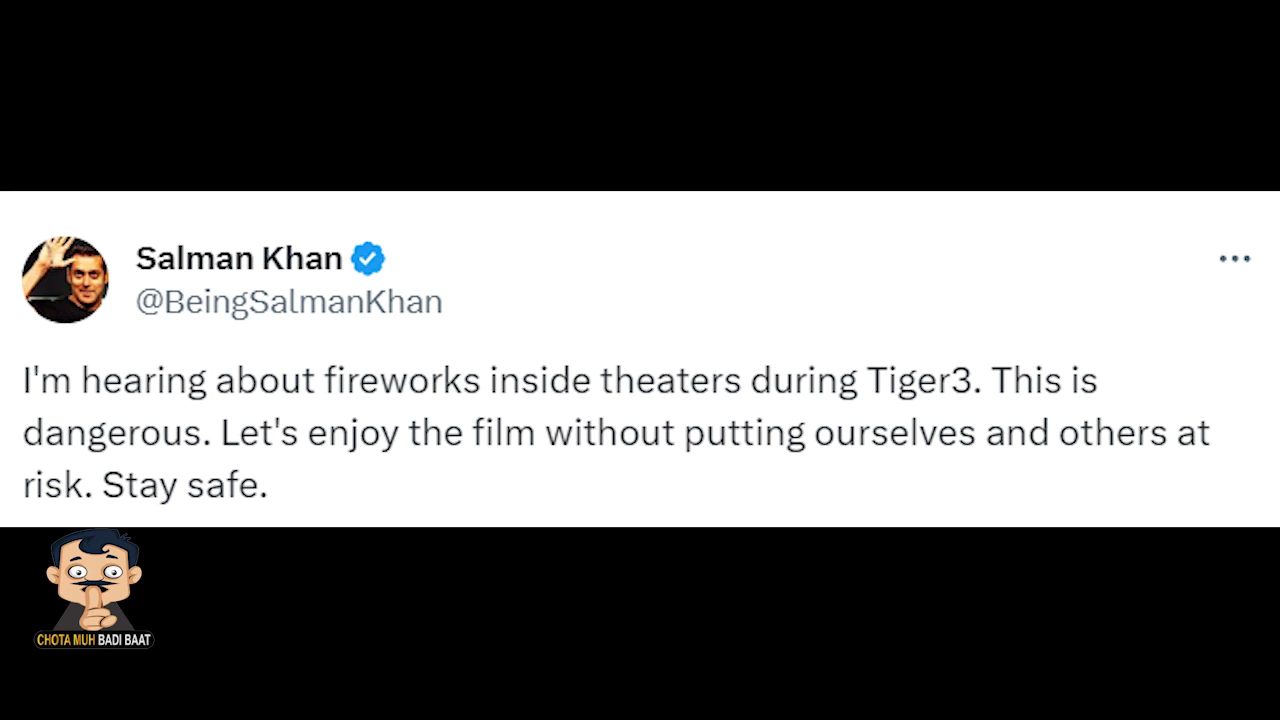 Salman Khan
@BeingSalmanKhan
I'm hearing about fireworks inside theaters during Tiger3. This is
dangerous. Let's enjoy the film without putting ourselves and others at
risk. Stay safe.
CHOTA MUH BADI BAAT